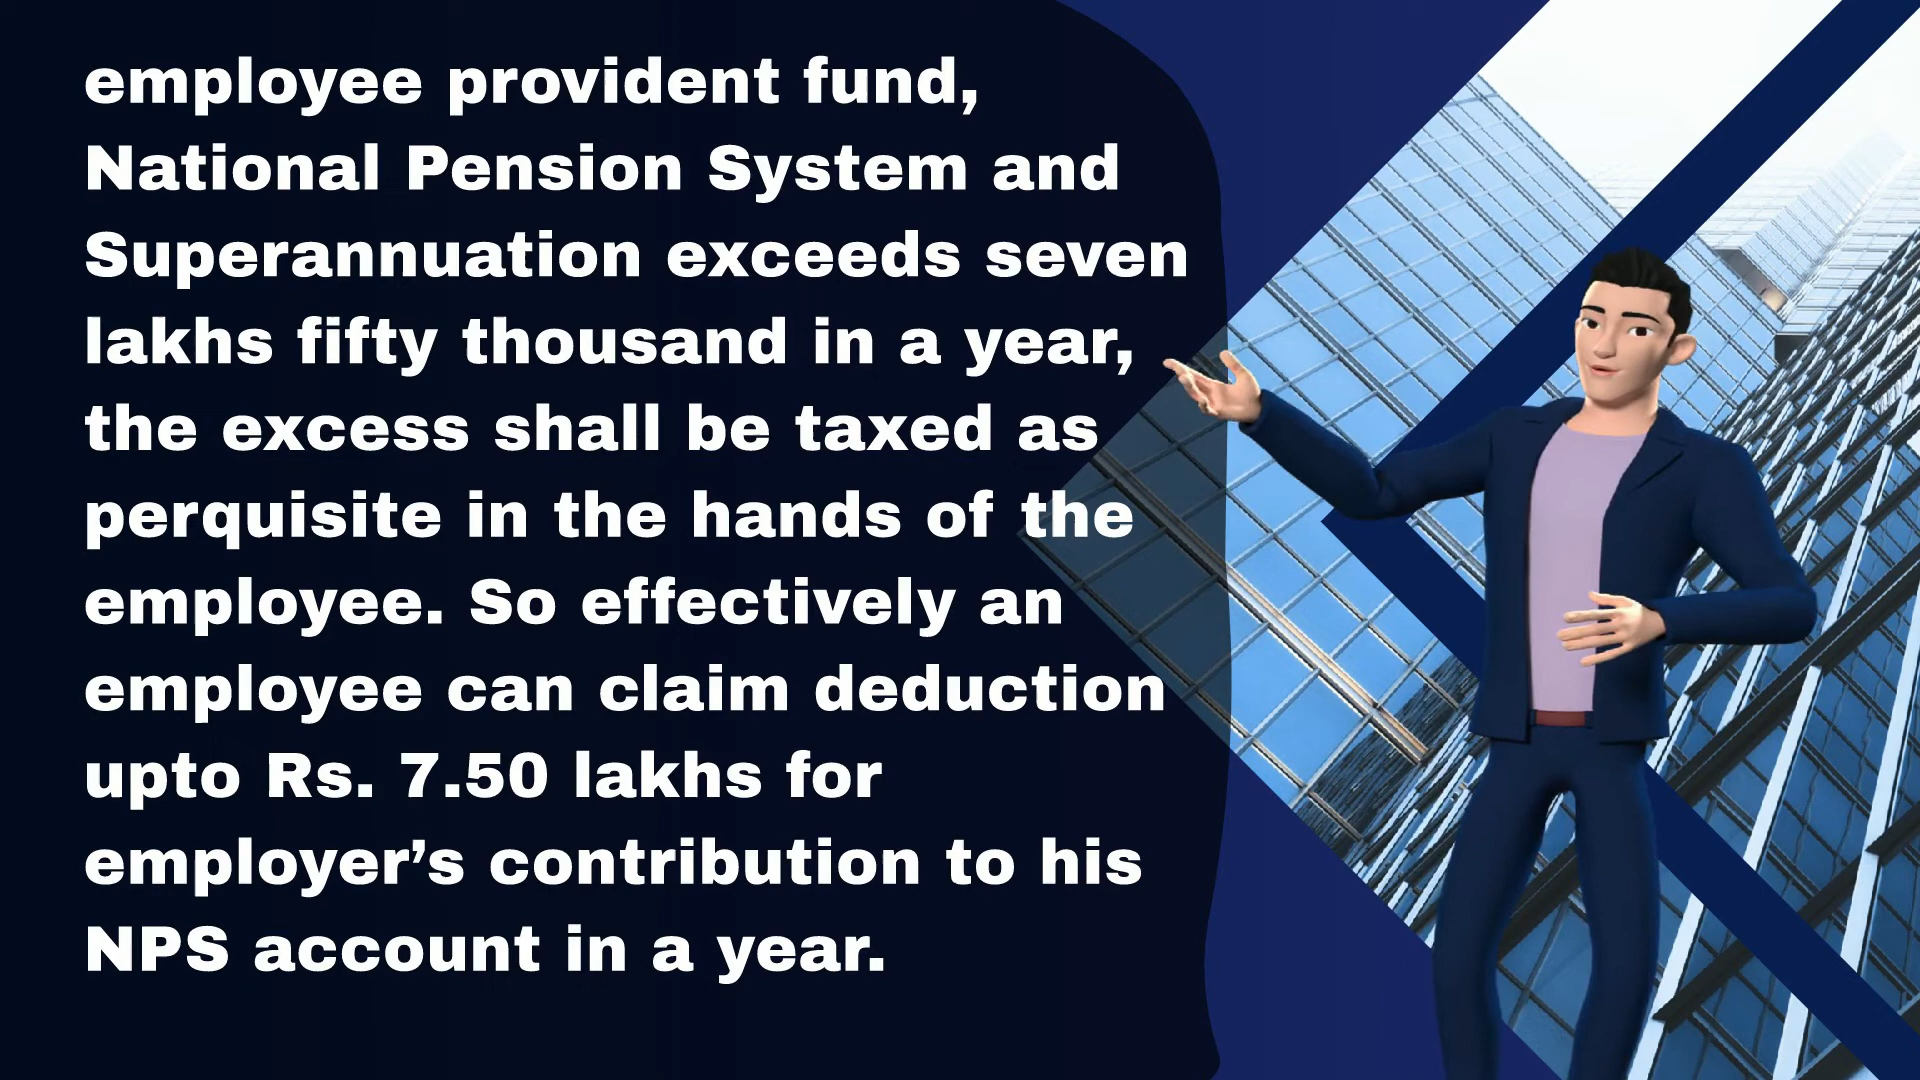 employee provident fund,
National Pension System and
Superannuation exceeds seven
lakhs fifty thousand in a year,
the excess shall be taxed as
perquisite in the hands of the
employee. So effectively an
employee can claim deduction
upto Rs. 7.50 lakhs for
employer’s contribution to his
NPS account in a year.